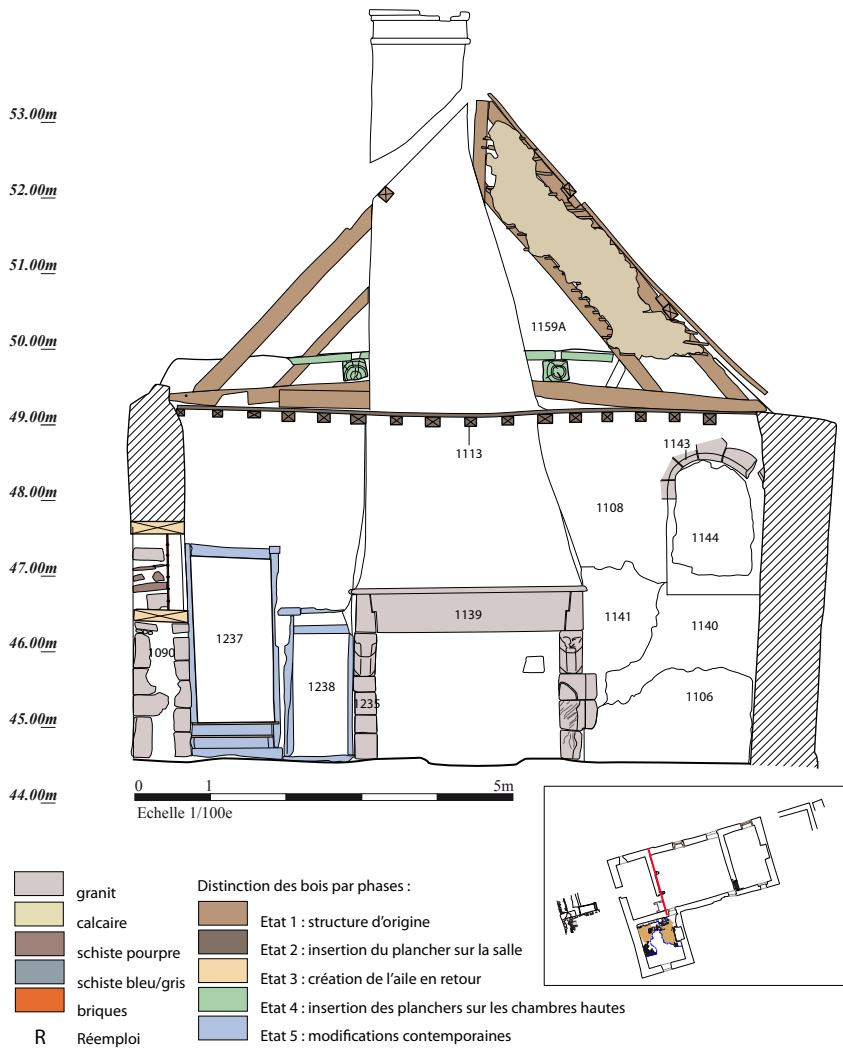 53.00m
52.00m
51.00m
50.00m
1159A
49.00m
1113
1143
48.00m
1108
1144
47.00m
1139
1141
1140
46.00m
1090
1237
1238
1235
1106
45.00m
44.00m
0 1 5m
Echelle 1/100e
granit
calcaire
schiste pourpre
schiste bleu/gris
briques
R Réemploi
Distinction des bois par phases :
Etat 1 : structure d'origine
Etat 2 : insertion du plancher sur la salle
Etat 3 : création de l'aile en retour
Etat 4 : insertion des planchers sur les chambres hautes
Etat 5 : modifications contemporaines